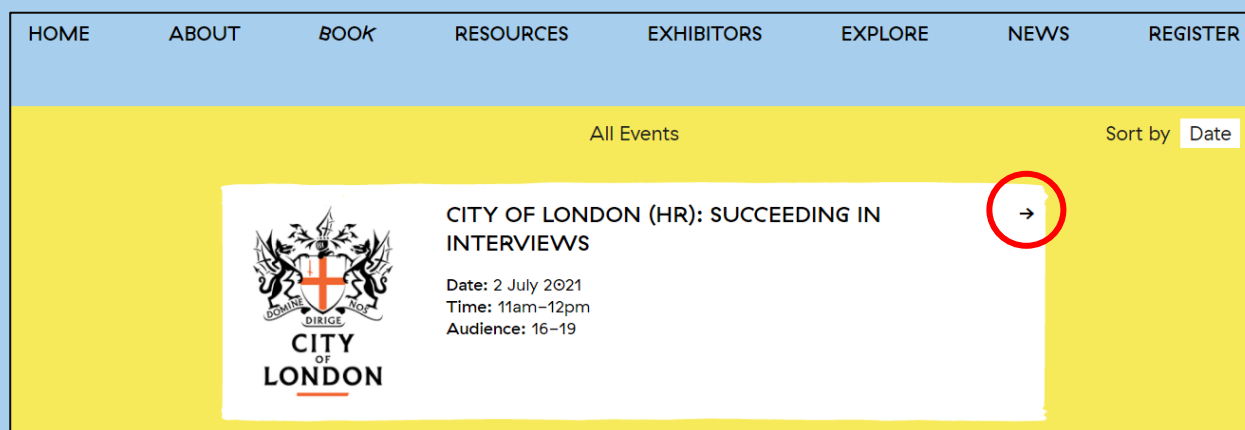 HOME ABOUT BOOK RESOURCES EXHIBITORS EXPLORE NEWS REGISTER
All Events Sort by Date
CITY OF LONDON (HR): SUCCEEDING IN
INTERVIEWS
Date: 2 July 2021
Time: 11am–12pm
Audience: 16–19
DOMINE NOS
DIRIGE
CITY
OF
LONDON